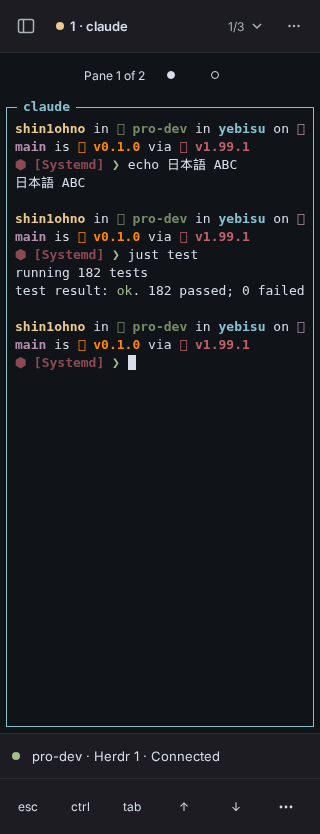 1 · claude 1/3 ···
Pane 1 of 2
claude
shin1ohno in pro-dev in yebisu on
main is v0.1.0 via v1.99.1
[Systemd] ❯ echo 日本語 ABC
日本語 ABC
shin1ohno in pro-dev in yebisu on
main is v0.1.0 via v1.99.1
[Systemd] ❯ just test
running 182 tests
test result: ok. 182 passed; 0 failed
shin1ohno in pro-dev in yebisu on
main is v0.1.0 via v1.99.1
[Systemd] ❯
pro-dev · Herdr 1 · Connected
esc ctrl tab ↑ ↓ ···